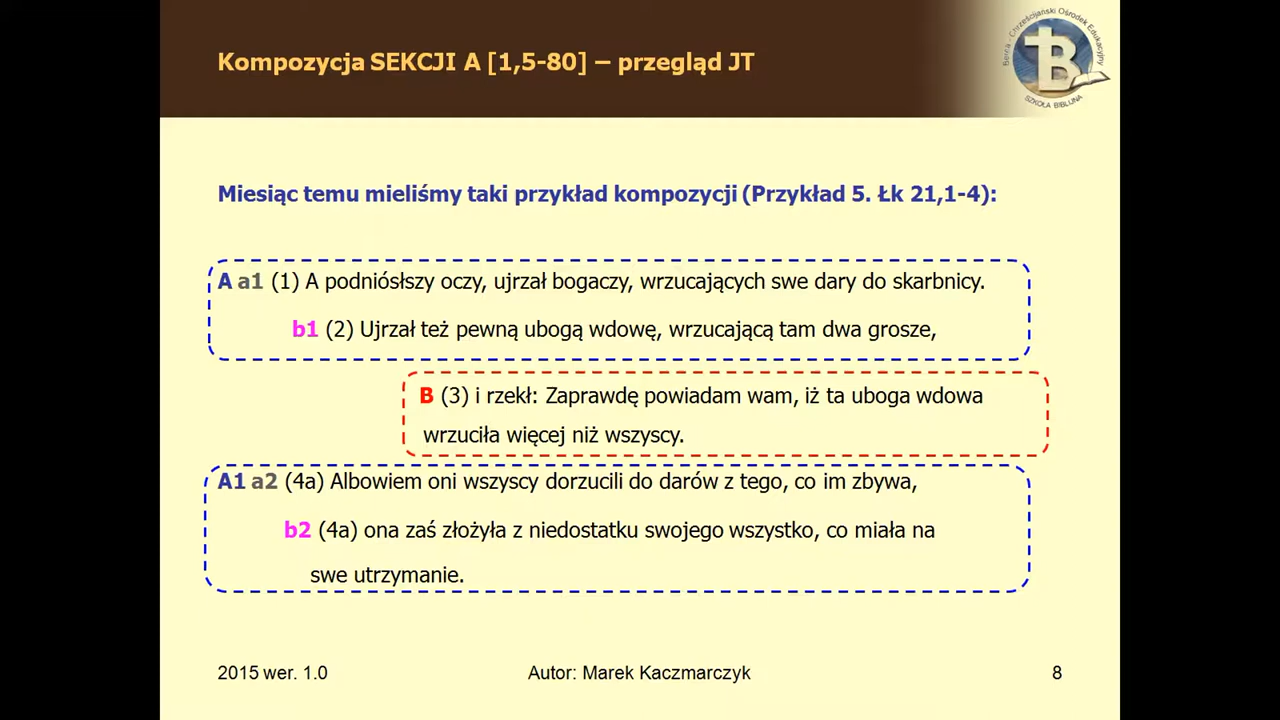 Kompozycja SEKCJI A [1,5-80] – przegląd JT
Berea - Chrześcijański Ośrodek Edukacyjny
SZKOŁA BIBLIJNA
Miesiąc temu mieliśmy taki przykład kompozycji (Przykład 5. Łk 21,1-4):
A a1 (1) A podniósłszy oczy, ujrzał bogaczy, wrzucających swe dary do skarbnicy.
b1 (2) Ujrzał też pewną ubogą wdowę, wrzucającą tam dwa grosze,
B (3) i rzekł: Zaprawdę powiadam wam, iż ta uboga wdowa
wrzuciła więcej niż wszyscy.
A1 a2 (4a) Albowiem oni wszyscy dorzucili do darów z tego, co im zbywa,
b2 (4a) ona zaś złożyła z niedostatku swojego wszystko, co miała na
swe utrzymanie.
2015 wer. 1.0
Autor: Marek Kaczmarczyk
8